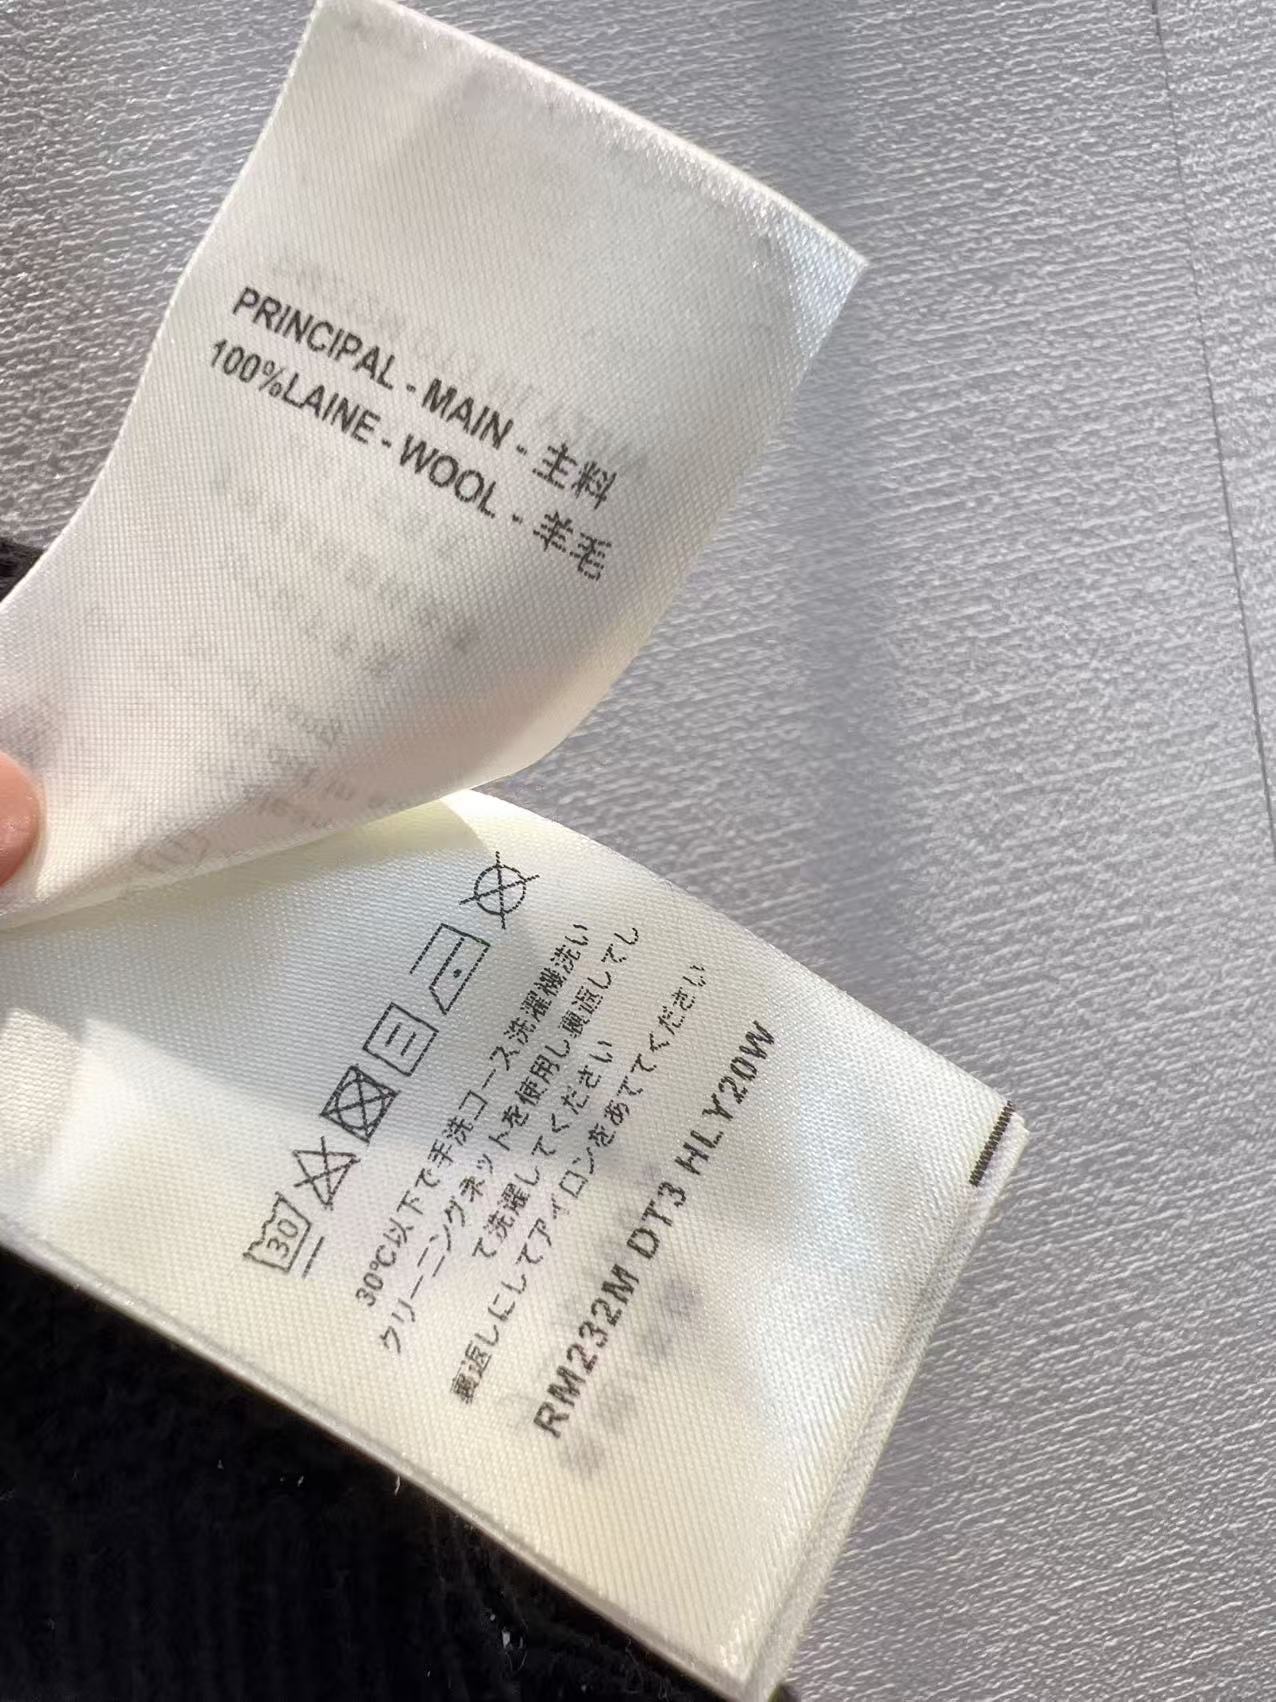 PRINCIPAL - MAIN - 主料
100%LAINE - WOOL - 羊毛
30
30℃以下で手洗コース洗濯機洗い
クリーニングネットを使用し裏返してし
て洗濯してください
裏返しにしてアイロンをあててください
RM232M DT3 HLY20W